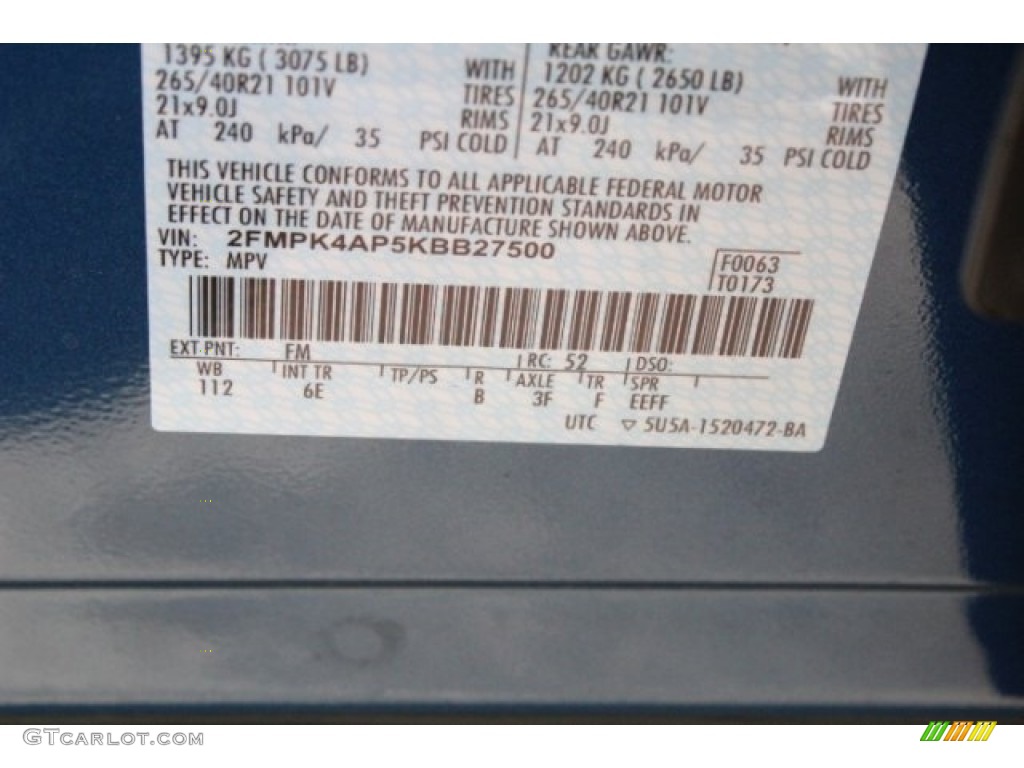 1395 KG ( 3075 LB) WITH
265/40R21 101V TIRES
21x9.0J RIMS
AT 240 kPa/ 35 PSI COLD
REAR GAWR:
1202 KG ( 2650 LB) WITH
265/40R21 101V TIRES
21x9.0J RIMS
AT 240 kPa/ 35 PSI COLD
THIS VEHICLE CONFORMS TO ALL APPLICABLE FEDERAL MOTOR
VEHICLE SAFETY AND THEFT PREVENTION STANDARDS IN
EFFECT ON THE DATE OF MANUFACTURE SHOWN ABOVE.
VIN: 2FMPK4AP5KBB27500
TYPE: MPV
F0063
T0173
EXT PNT: FM RC: 52 DSO:
WB INT TR TP/PS R AXLE TR SPR
112 6E B 3F F EEFF
UTC ▽ 5U5A-1520472-BA
GTCARLOT.COM